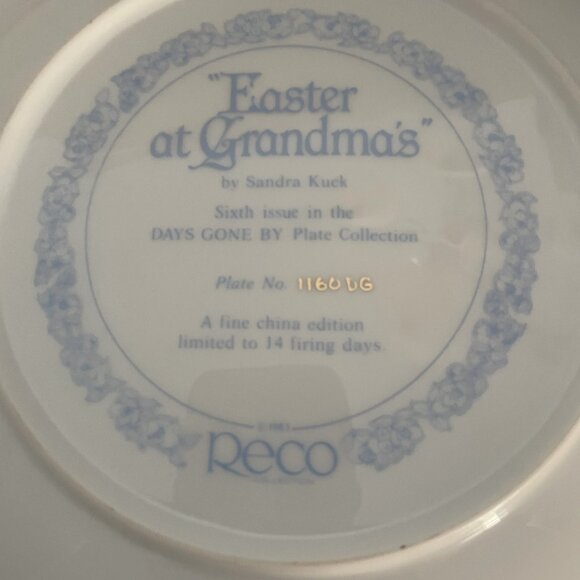 "Easter
at Grandma's"
by Sandra Kuck
Sixth issue in the
DAYS GONE BY Plate Collection
Plate No. 1160 DG
A fine china edition
limited to 14 firing days.
© 1983
Reco